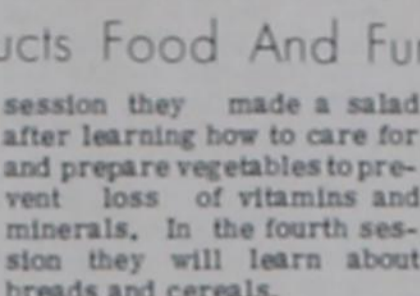 ucts Food And Fu
session they made a salad
after learning how to care for
and prepare vegetables to pre-
vent loss of vitamins and
minerals. In the fourth ses-
sion they will learn about
breads and cereals.